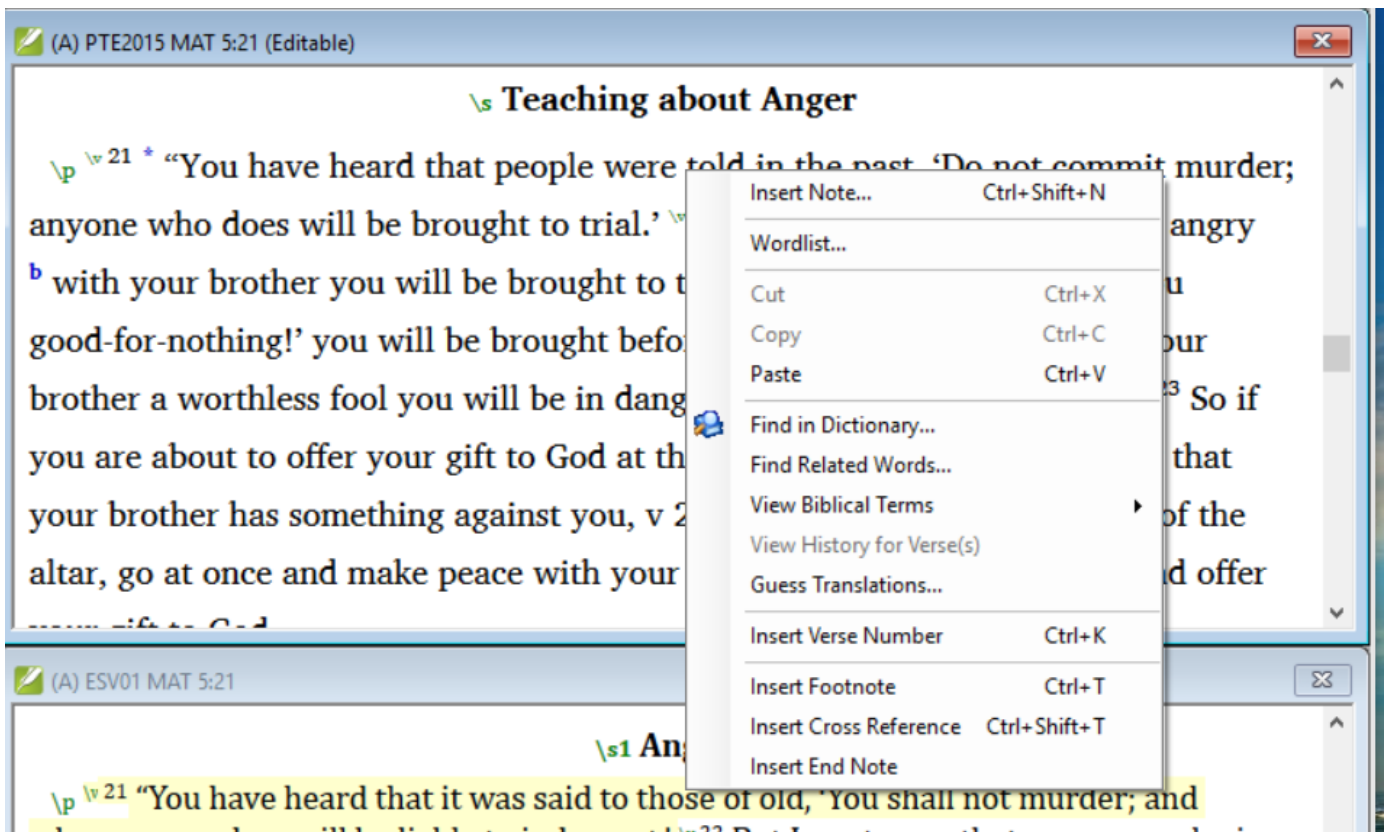 (A) PTE2015 MAT 5:21 (Editable)
\s Teaching about Anger
\p \v 21 * “You have heard that people were told in the past, ‘Do not commit murder;
anyone who does will be brought to trial.’ \v angry
b with your brother you will be brought to t u
good-for-nothing!’ you will be brought befo our
brother a worthless fool you will be in dang 23 So if
you are about to offer your gift to God at th that
your brother has something against you, v 2 of the
altar, go at once and make peace with your d offer
your gift to God
Insert Note... Ctrl+Shift+N
Wordlist...
Cut Ctrl+X
Copy Ctrl+C
Paste Ctrl+V
Find in Dictionary...
Find Related Words...
View Biblical Terms
View History for Verse(s)
Guess Translations...
Insert Verse Number Ctrl+K
Insert Footnote Ctrl+T
Insert Cross Reference Ctrl+Shift+T
Insert End Note
(A) ESV01 MAT 5:21
\s1 Ang
\p \v 21 “You have heard that it was said to those of old, ‘You shall not murder; and